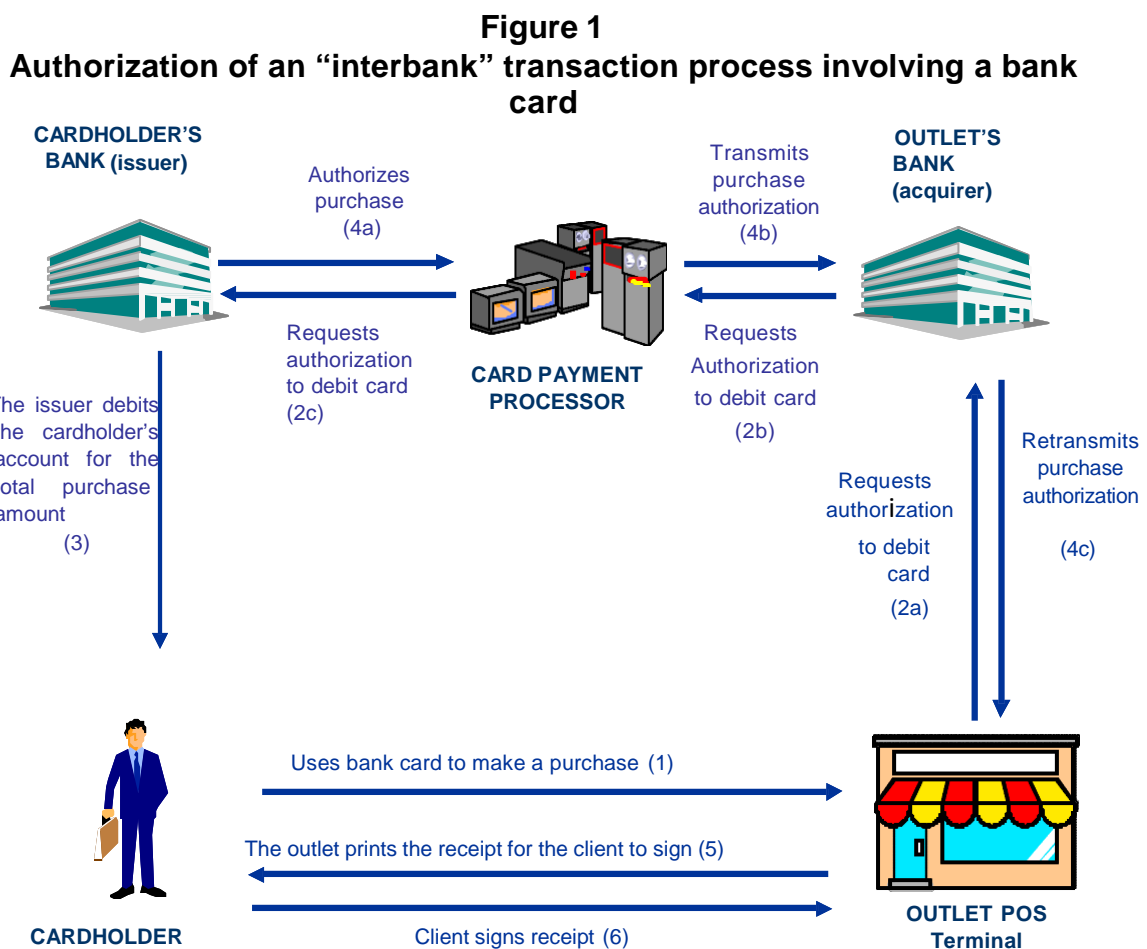 Figure 1
Authorization of an “interbank” transaction process involving a bank
card
CARDHOLDER’S
BANK (issuer)
Authorizes
purchase
(4a)
Transmits
purchase
authorization
(4b)
OUTLET’S
BANK
(acquirer)
Requests
authorization
to debit card
(2c)
CARD PAYMENT
PROCESSOR
Requests
Authorization
to debit card
(2b)
The issuer debits
the cardholder’s
account for the
total purchase
amount
(3)
Requests
authorization
to debit
card
(2a)
Retransmits
purchase
authorization
(4c)
Uses bank card to make a purchase (1)
The outlet prints the receipt for the client to sign (5)
Client signs receipt (6)
CARDHOLDER
OUTLET POS
Terminal